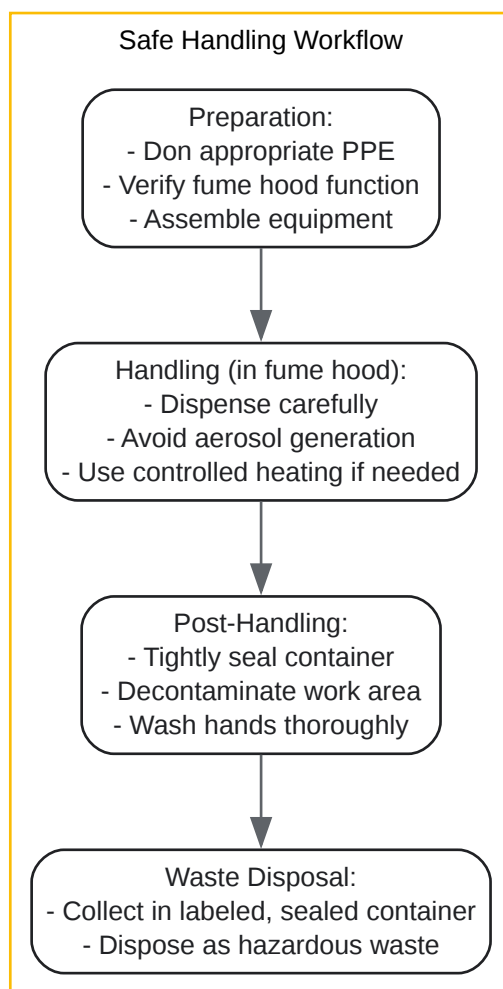 Safe Handling Workflow
Preparation:
- Don appropriate PPE
- Verify fume hood function
- Assemble equipment
Handling (in fume hood):
- Dispense carefully
- Avoid aerosol generation
- Use controlled heating if needed
Post-Handling:
- Tightly seal container
- Decontaminate work area
- Wash hands thoroughly
Waste Disposal:
- Collect in labeled, sealed container
- Dispose as hazardous waste